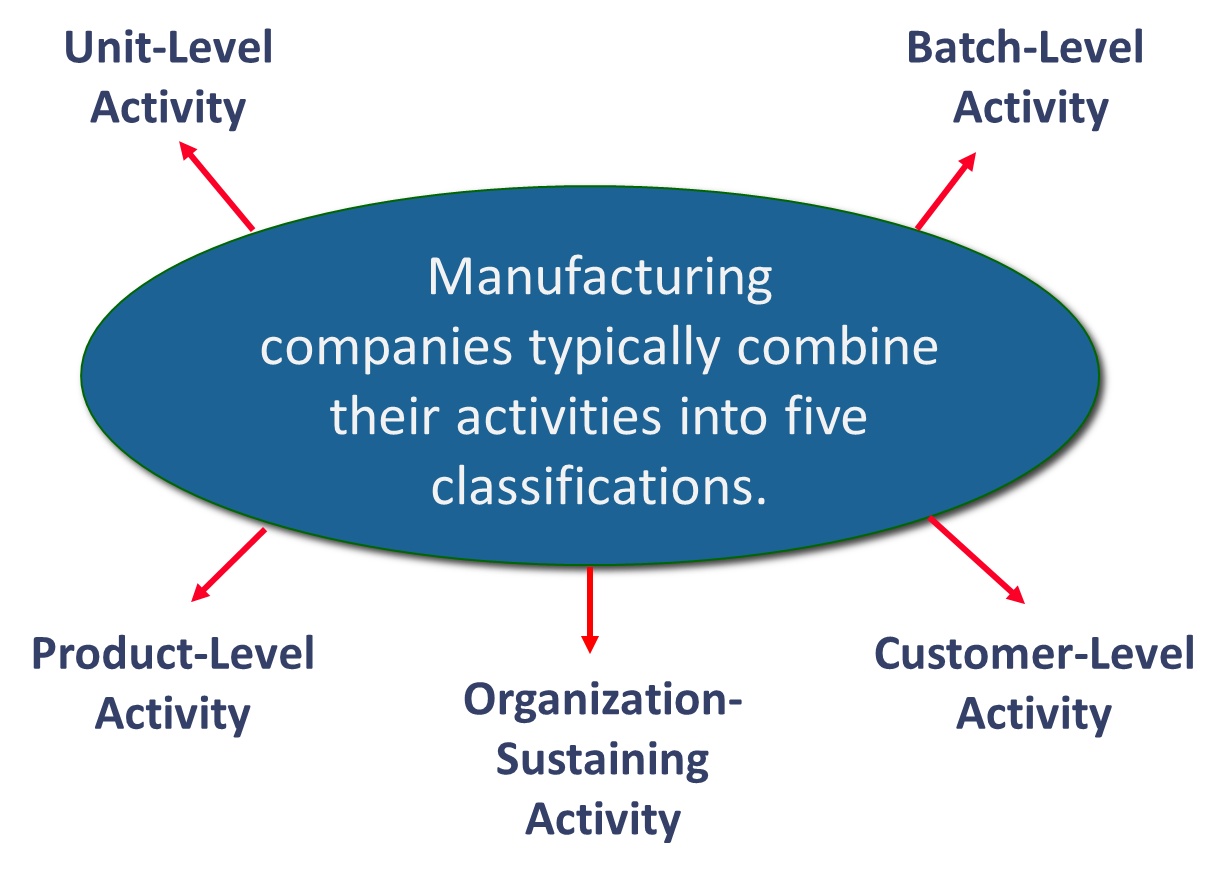 Unit-Level
Activity
Batch-Level
Activity
Manufacturing
companies typically combine
their activities into five
classifications.
Product-Level
Activity
Organization-
Sustaining
Activity
Customer-Level
Activity